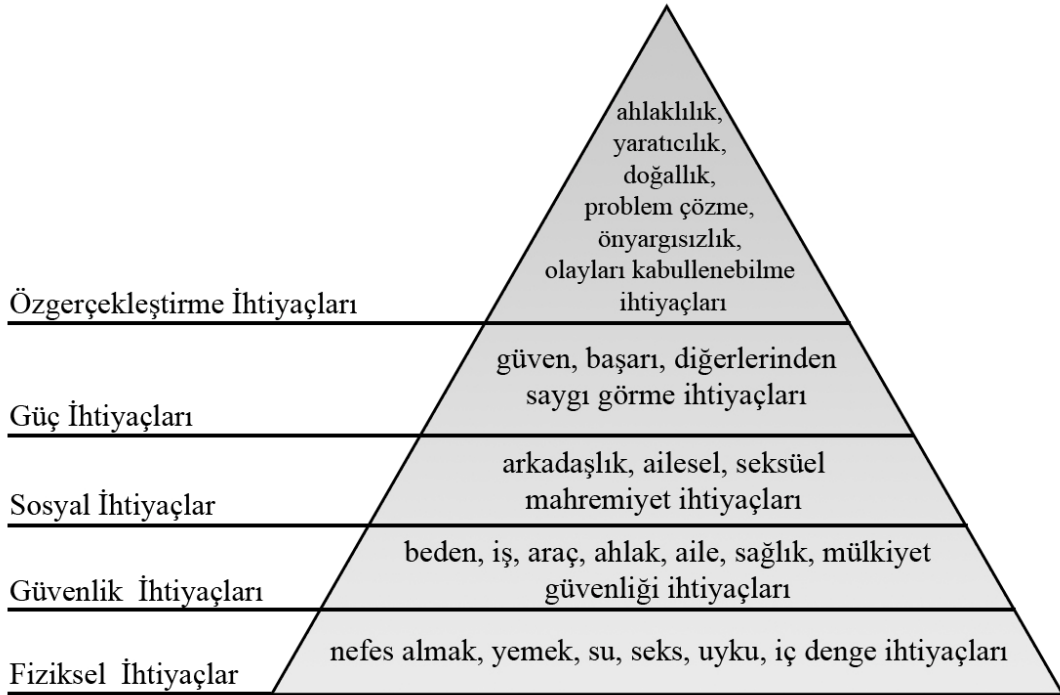 ahlaklılık,
yaratıcılık,
doğallık,
problem çözme,
önyargısızlık,
olayları kabullenebilme
ihtiyaçları
Özgerçekleştirme İhtiyaçları
güven, başarı, diğerlerinden
saygı görme ihtiyaçları
Güç İhtiyaçları
arkadaşlık, ailesel, seksüel
mahremiyet ihtiyaçları
Sosyal İhtiyaçlar
beden, iş, araç, ahlak, aile, sağlık, mülkiyet
güvenliği ihtiyaçları
Güvenlik İhtiyaçları
nefes almak, yemek, su, seks, uyku, iç denge ihtiyaçları
Fiziksel İhtiyaçlar